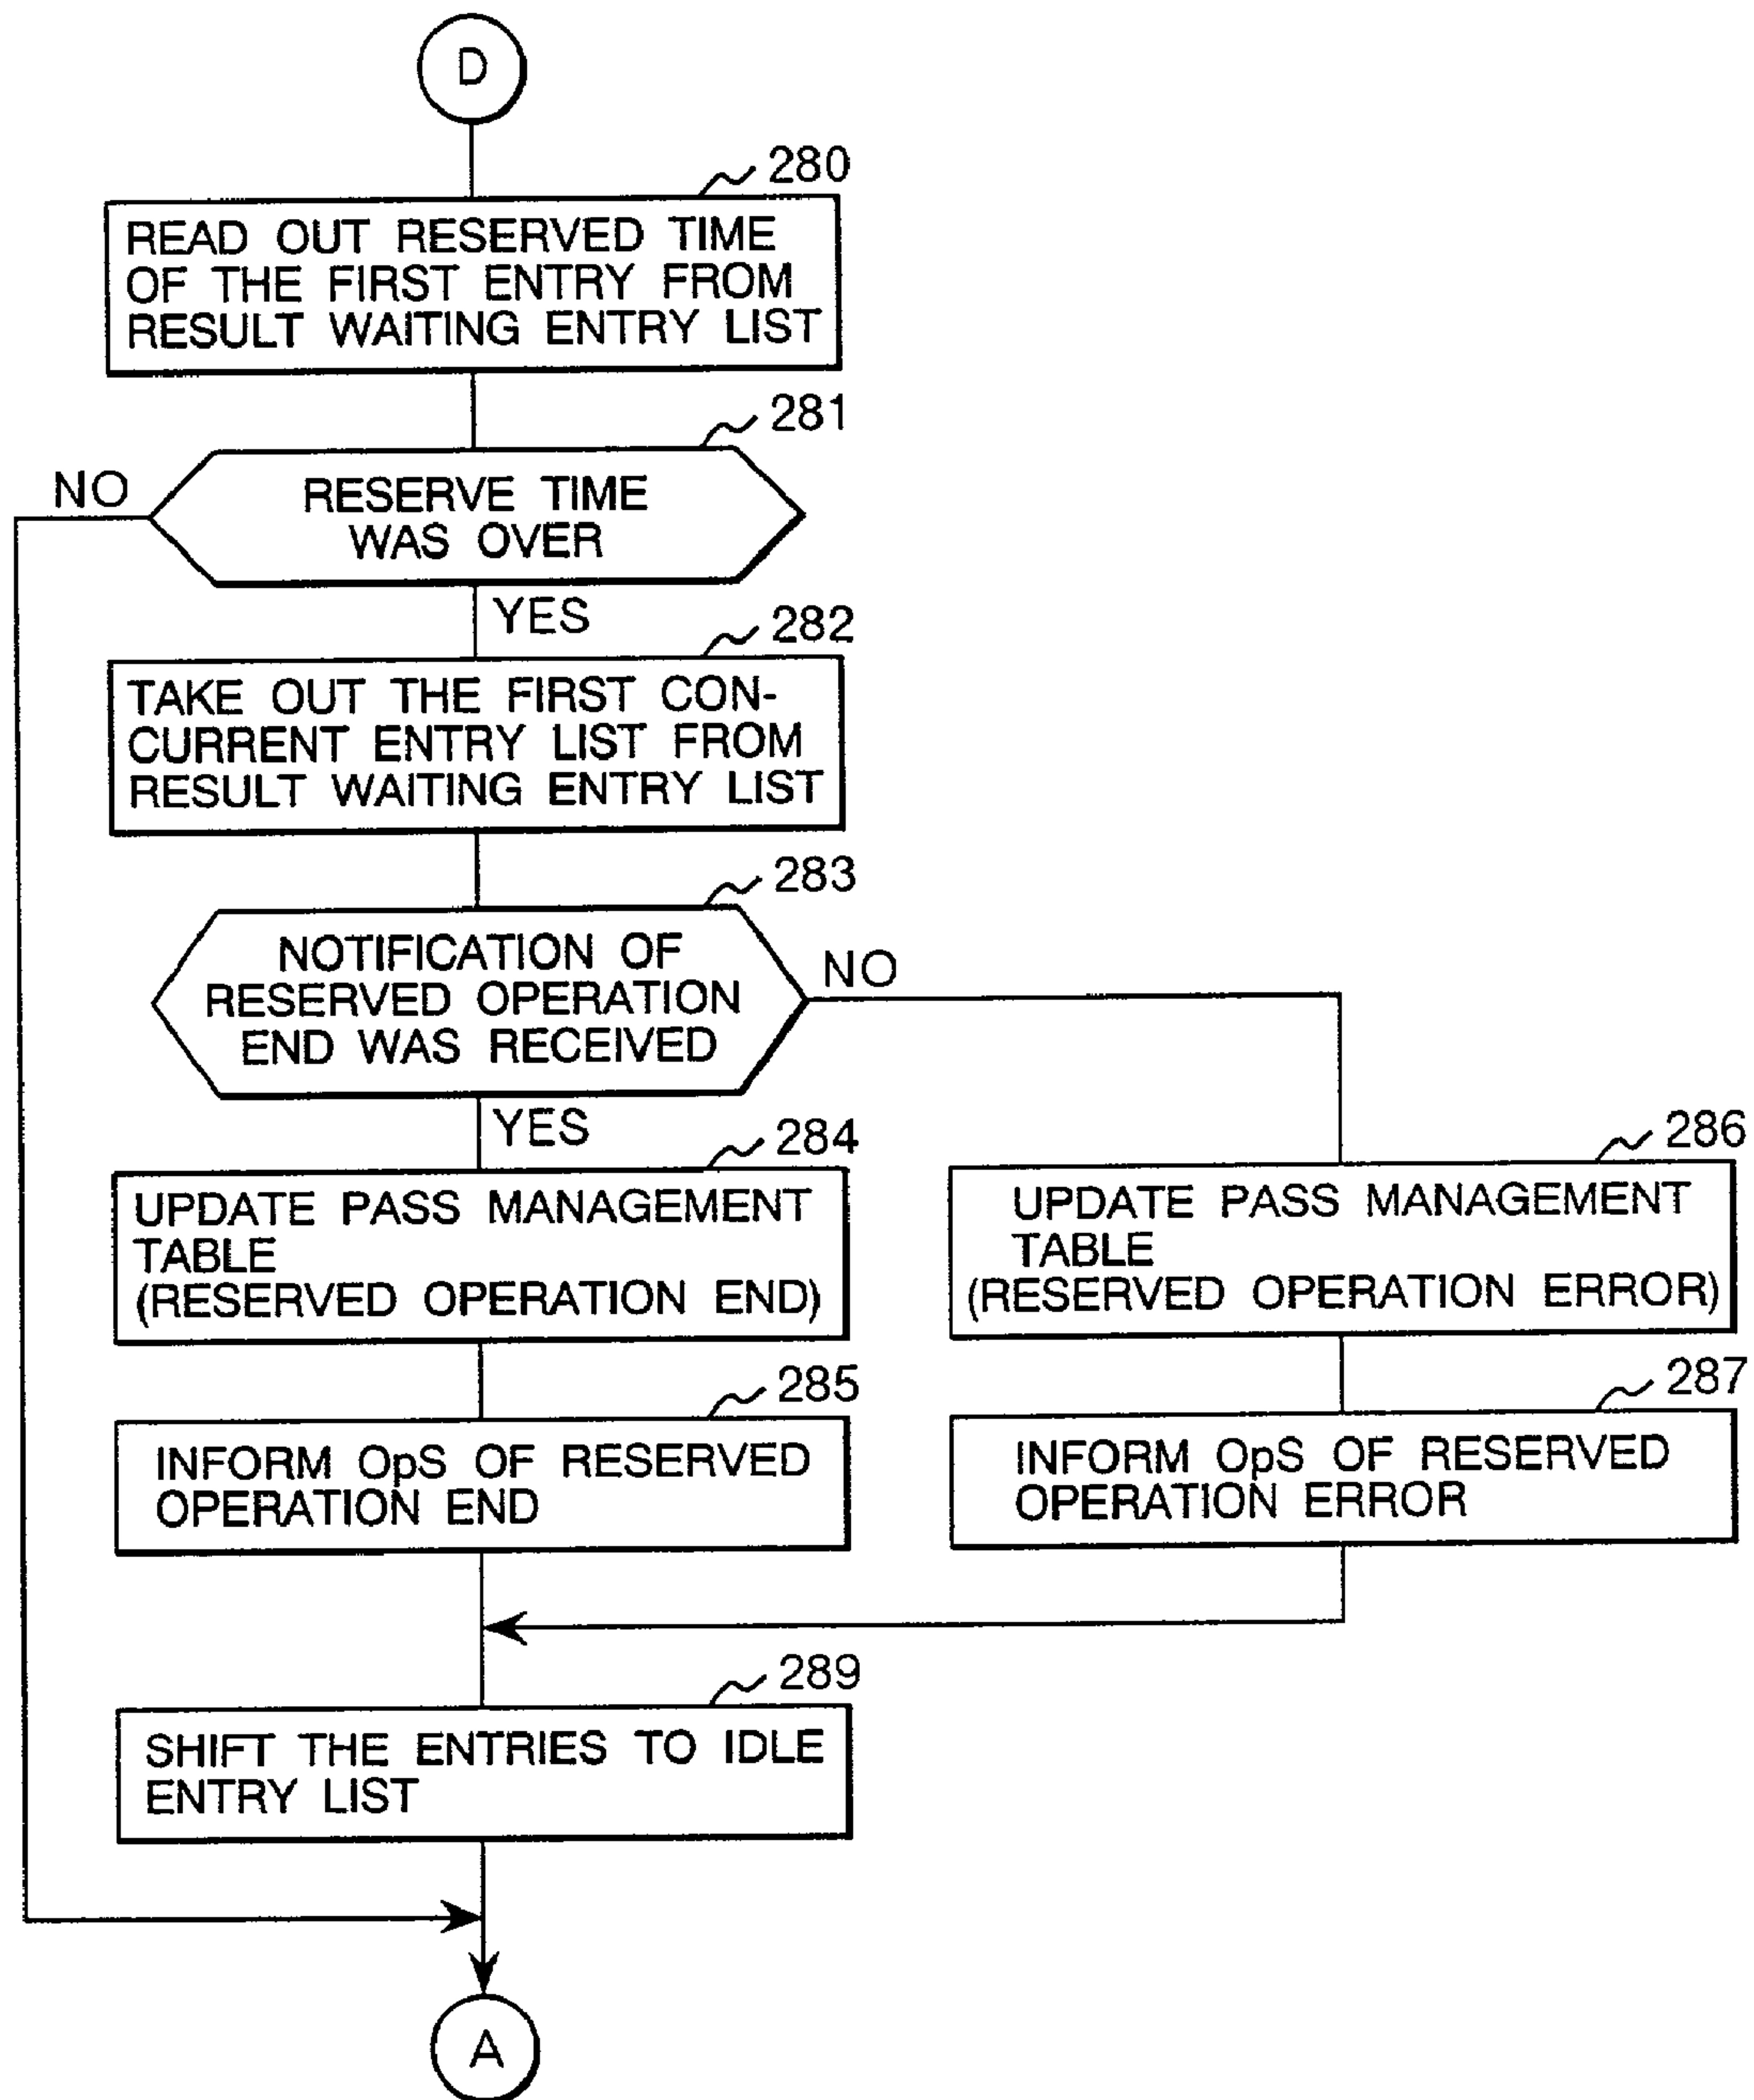 D
280
READ OUT RESERVED TIME
OF THE FIRST ENTRY FROM
RESULT WAITING ENTRY LIST
281
NO
RESERVE TIME
WAS OVER
YES
282
TAKE OUT THE FIRST CON-
CURRENT ENTRY LIST FROM
RESULT WAITING ENTRY LIST
283
NOTIFICATION OF
RESERVED OPERATION
END WAS RECEIVED
NO
YES
284
UPDATE PASS MANAGEMENT
TABLE
(RESERVED OPERATION END)
286
UPDATE PASS MANAGEMENT
TABLE
(RESERVED OPERATION ERROR)
285
INFORM OpS OF RESERVED
OPERATION END
287
INFORM OpS OF RESERVED
OPERATION ERROR
289
SHIFT THE ENTRIES TO IDLE
ENTRY LIST
A